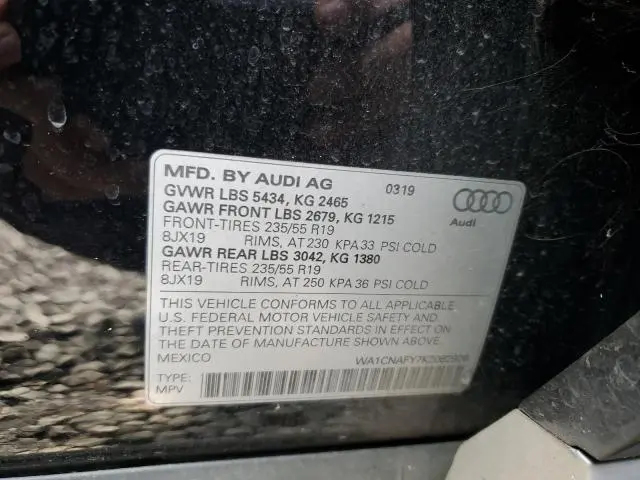 MFD. BY AUDI AG 0319
GVWR LBS 5434, KG 2465
GAWR FRONT LBS 2679, KG 1215
FRONT-TIRES 235/55 R19
8JX19 RIMS, AT 230 KPA 33 PSI COLD
GAWR REAR LBS 3042, KG 1380
REAR-TIRES 235/55 R19
8JX19 RIMS, AT 250 KPA 36 PSI COLD
Audi
THIS VEHICLE CONFORMS TO ALL APPLICABLE
U.S. FEDERAL MOTOR VEHICLE SAFETY AND
THEFT PREVENTION STANDARDS IN EFFECT ON
THE DATE OF MANUFACTURE SHOWN ABOVE.
MEXICO
TYPE:
MPV